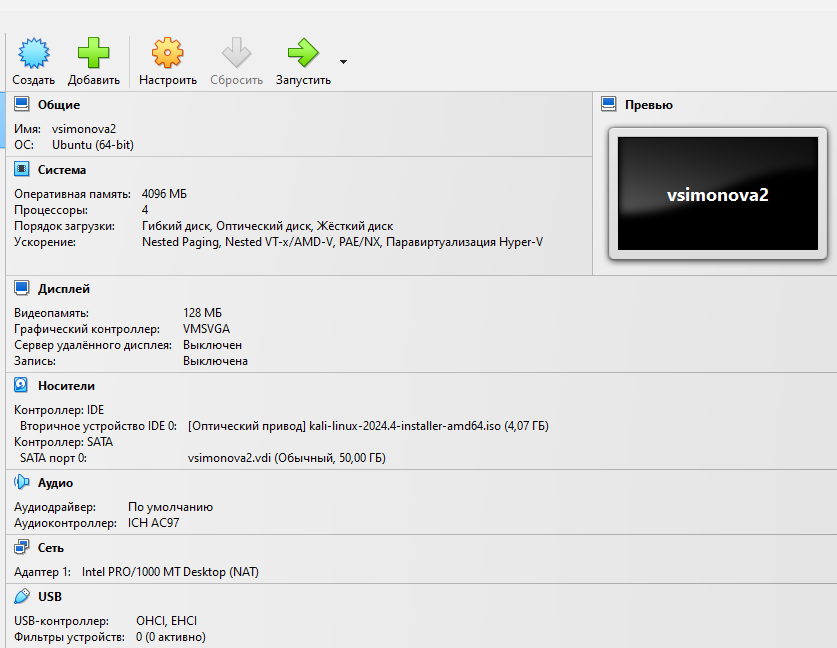 Создать Добавить Настроить Сбросить Запустить
Общие
Имя: vsimonova2
ОС: Ubuntu (64-bit)
Превью
vsimonova2
Система
Оперативная память: 4096 МБ
Процессоры: 4
Порядок загрузки: Гибкий диск, Оптический диск, Жёсткий диск
Ускорение: Nested Paging, Nested VT-x/AMD-V, PAE/NX, Паравиртуализация Hyper-V
Дисплей
Видеопамять: 128 МБ
Графический контроллер: VMSVGA
Сервер удалённого дисплея: Выключен
Запись: Выключена
Носители
Контроллер: IDE
Вторичное устройство IDE 0: [Оптический привод] kali-linux-2024.4-installer-amd64.iso (4,07 ГБ)
Контроллер: SATA
SATA порт 0: vsimonova2.vdi (Обычный, 50,00 ГБ)
Аудио
Аудиодрайвер: По умолчанию
Аудиоконтроллер: ICH AC97
Сеть
Адаптер 1: Intel PRO/1000 MT Desktop (NAT)
USB
USB-контроллер: OHCI, EHCI
Фильтры устройств: 0 (0 активно)